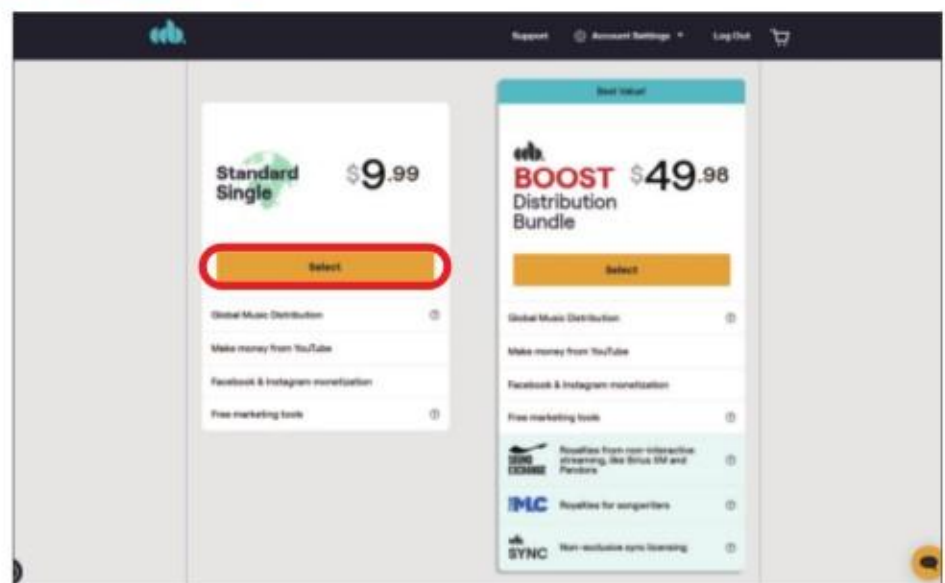 cdb.
Support Account Settings Log Out
Standard
Single
$9.99
Select
Global Music Distribution
Make money from YouTube
Facebook & Instagram monetization
Free marketing tools
Best Value!
cdb.
BOOST
Distribution
Bundle
$49.98
Select
Global Music Distribution
Make money from YouTube
Facebook & Instagram monetization
Free marketing tools
SOUND
EXCHANGE
Royalties from non-interactive
streaming, like Sirius XM and
Pandora
MLC
Royalties for songwriters
cdb.
SYNC
Non-exclusive sync licensing